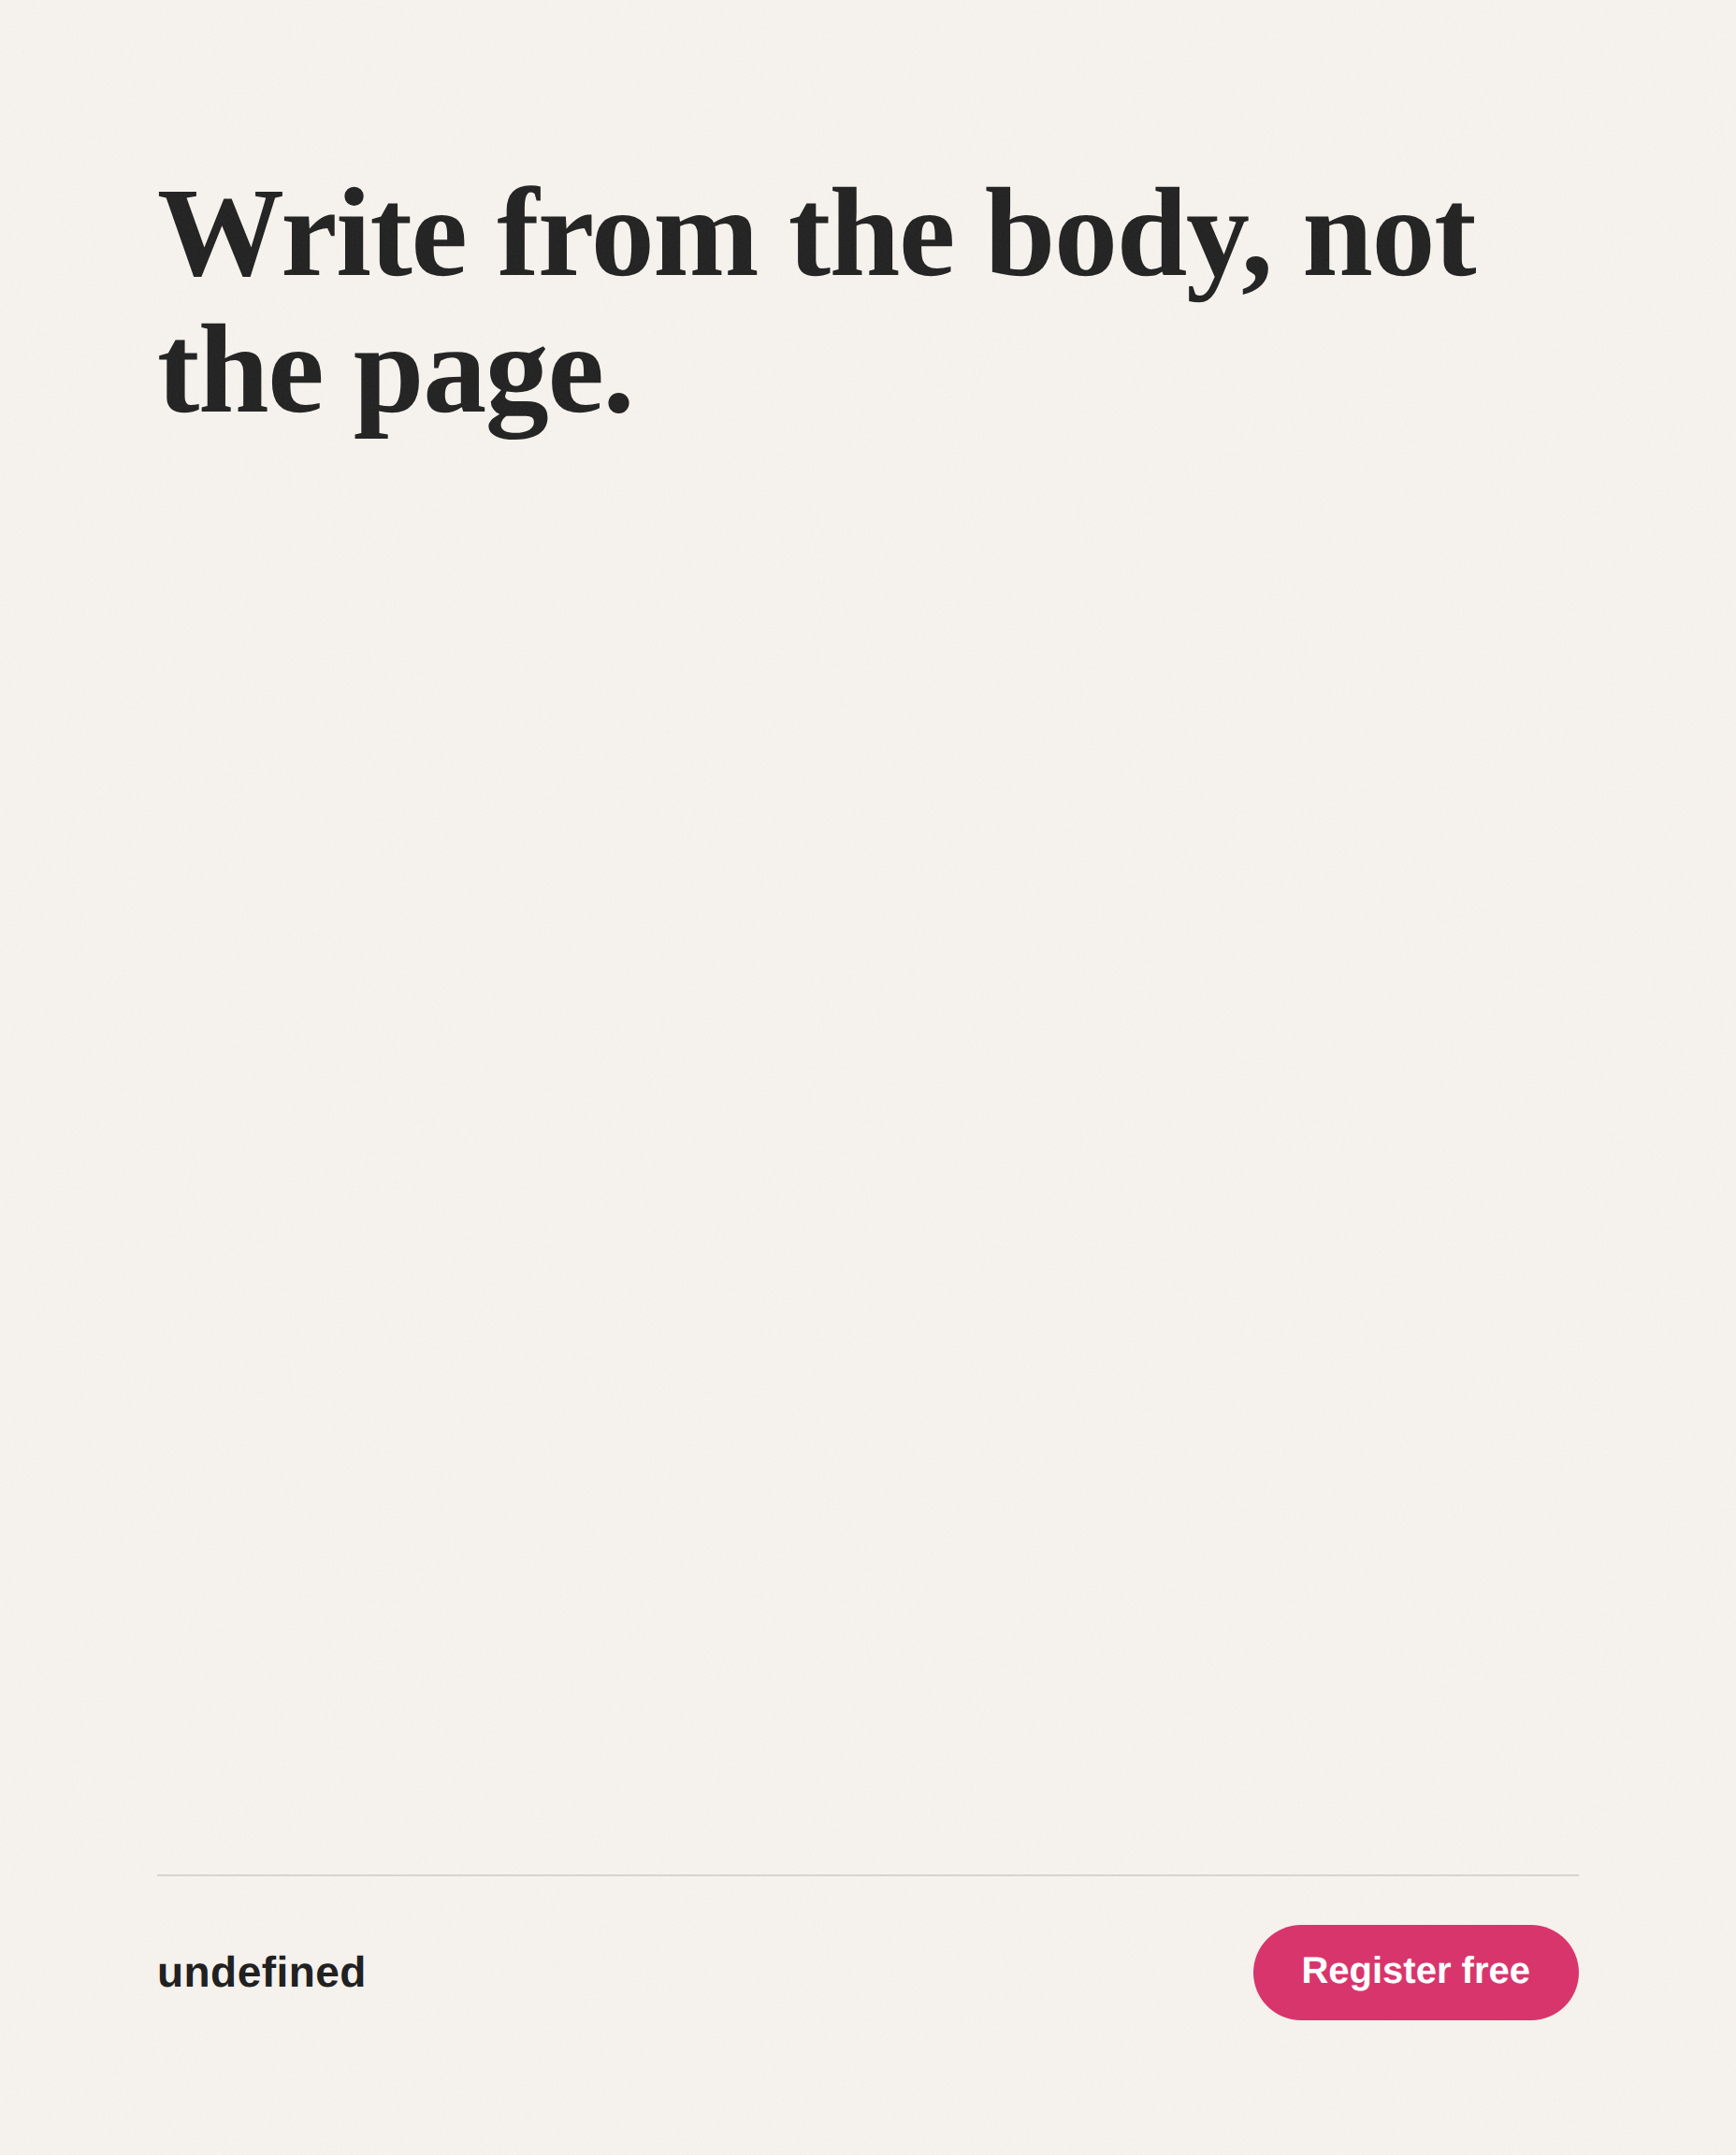 Write from the body, not
the page.
undefined
Register free